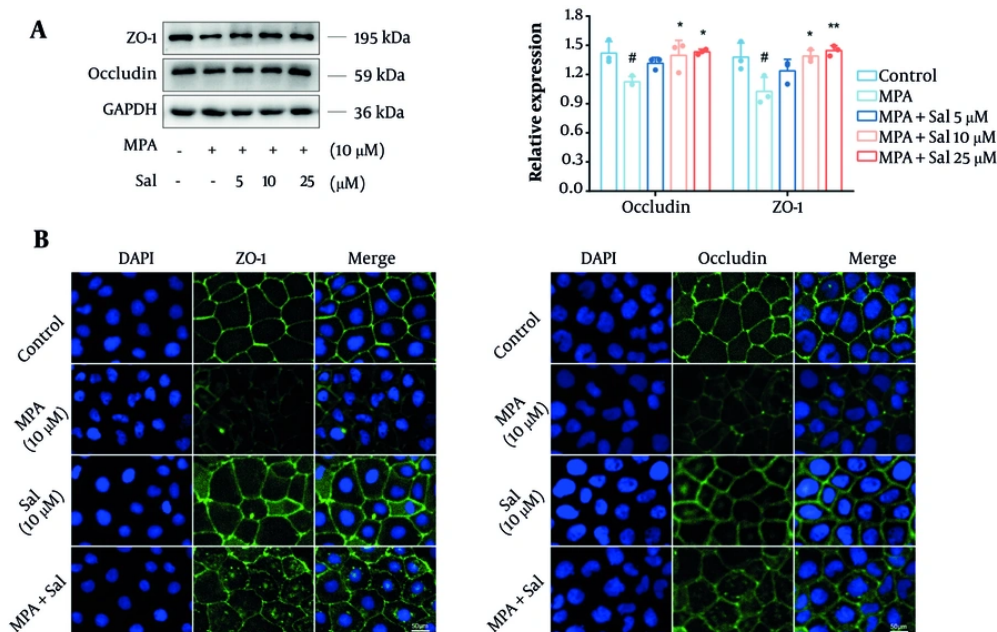 A
ZO-1
195 kDa
Occludin
59 kDa
GAPDH
36 kDa
MPA - + + + + (10 μM)
Sal - - 5 10 25 (μM)
Relative expression
1.8
1.5
1.2
0.9
0.6
1.3
0.0
# * * # * **
Occludin ZO-1
Control
MPA
MPA + Sal 5 μM
MPA + Sal 10 μM
MPA + Sal 25 μM
B
DAPI ZO-1 Merge
Control
MPA
(10 μM)
Sal
(10 μM)
MPA + Sal
50μm
DAPI Occludin Merge
Control
MPA
(10 μM)
Sal
(10 μM)
MPA + Sal
50μm